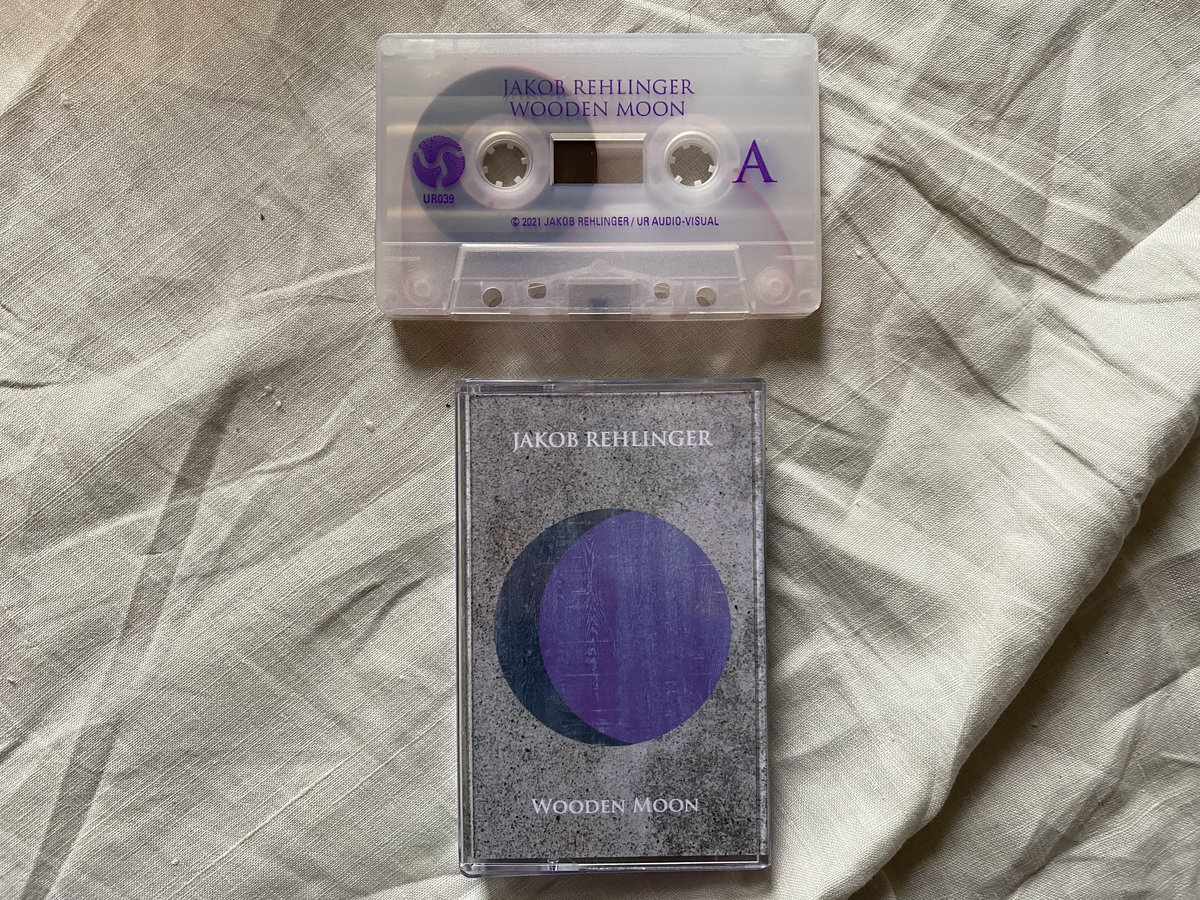 JAKOB REHLINGER
WOODEN MOON
UR039
A
© 2021 JAKOB REHLINGER / UR AUDIO-VISUAL
JAKOB REHLINGER
WOODEN MOON